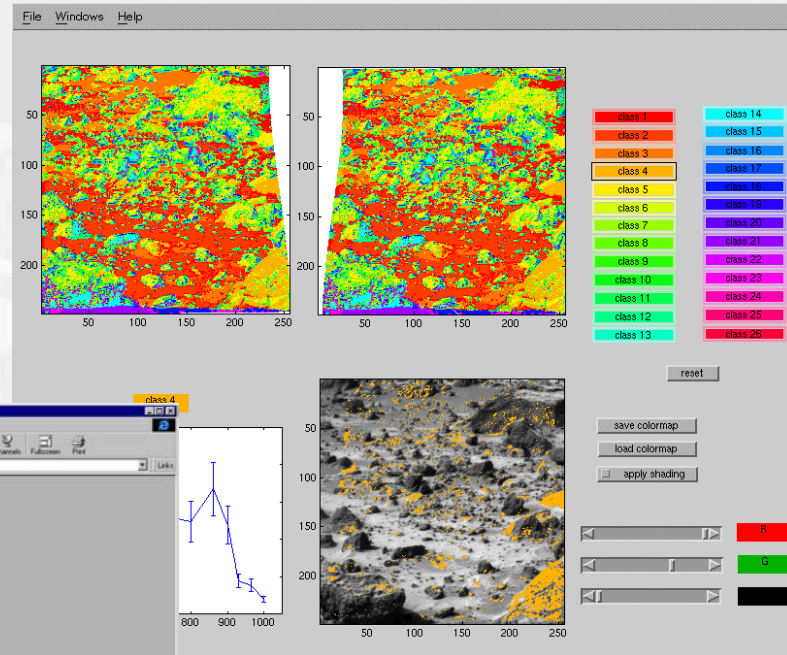 File Windows Help
50
100
150
200
50 100 150 200 250
50
100
150
200
50 100 150 200 250
class 1
class 2
class 3
class 4
class 5
class 6
class 7
class 8
class 9
class 10
class 11
class 12
class 13
class 14
class 15
class 16
class 17
class 18
class 19
class 20
class 21
class 22
class 23
class 24
class 25
class 26
reset
save colormap
load colormap
apply shading
R
G
class 4
Fullscreen Print
Links
800 900 1000
50
100
150
200
50 100 150 200 250